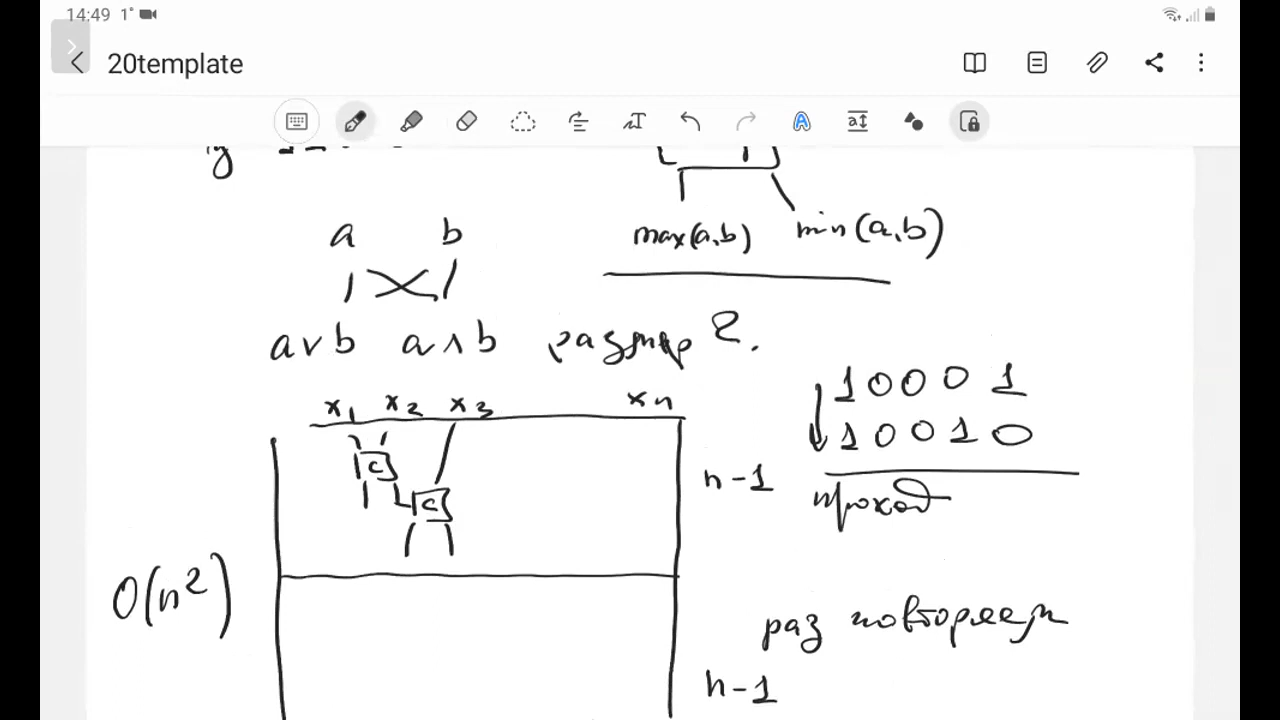 14:49 1°
20template
a b max(a,b) min(a,b)
a∨b a∧b размер 2.
x1 x2 x3 xn
10001
10010
C n-1
C проход
O(n²)
раз повторяем
n-1